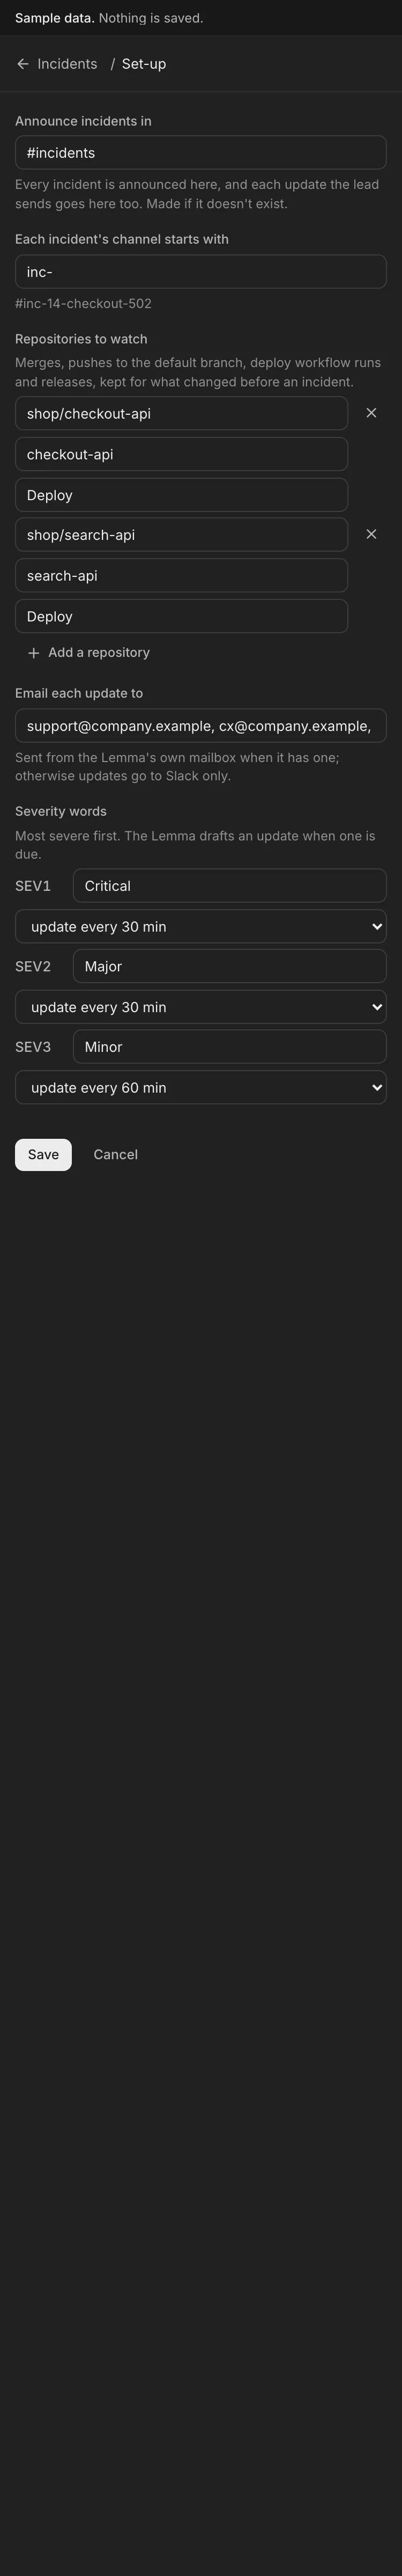 Sample data. Nothing is saved.
Incidents / Set-up
Announce incidents in
#incidents
Every incident is announced here, and each update the lead
sends goes here too. Made if it doesn't exist.
Each incident's channel starts with
inc-
#inc-14-checkout-502
Repositories to watch
Merges, pushes to the default branch, deploy workflow runs
and releases, kept for what changed before an incident.
shop/checkout-api
checkout-api
Deploy
shop/search-api
search-api
Deploy
Add a repository
Email each update to
support@company.example, cx@company.example,
Sent from the Lemma's own mailbox when it has one;
otherwise updates go to Slack only.
Severity words
Most severe first. The Lemma drafts an update when one is
due.
SEV1 Critical
update every 30 min
SEV2 Major
update every 30 min
SEV3 Minor
update every 60 min
Save Cancel